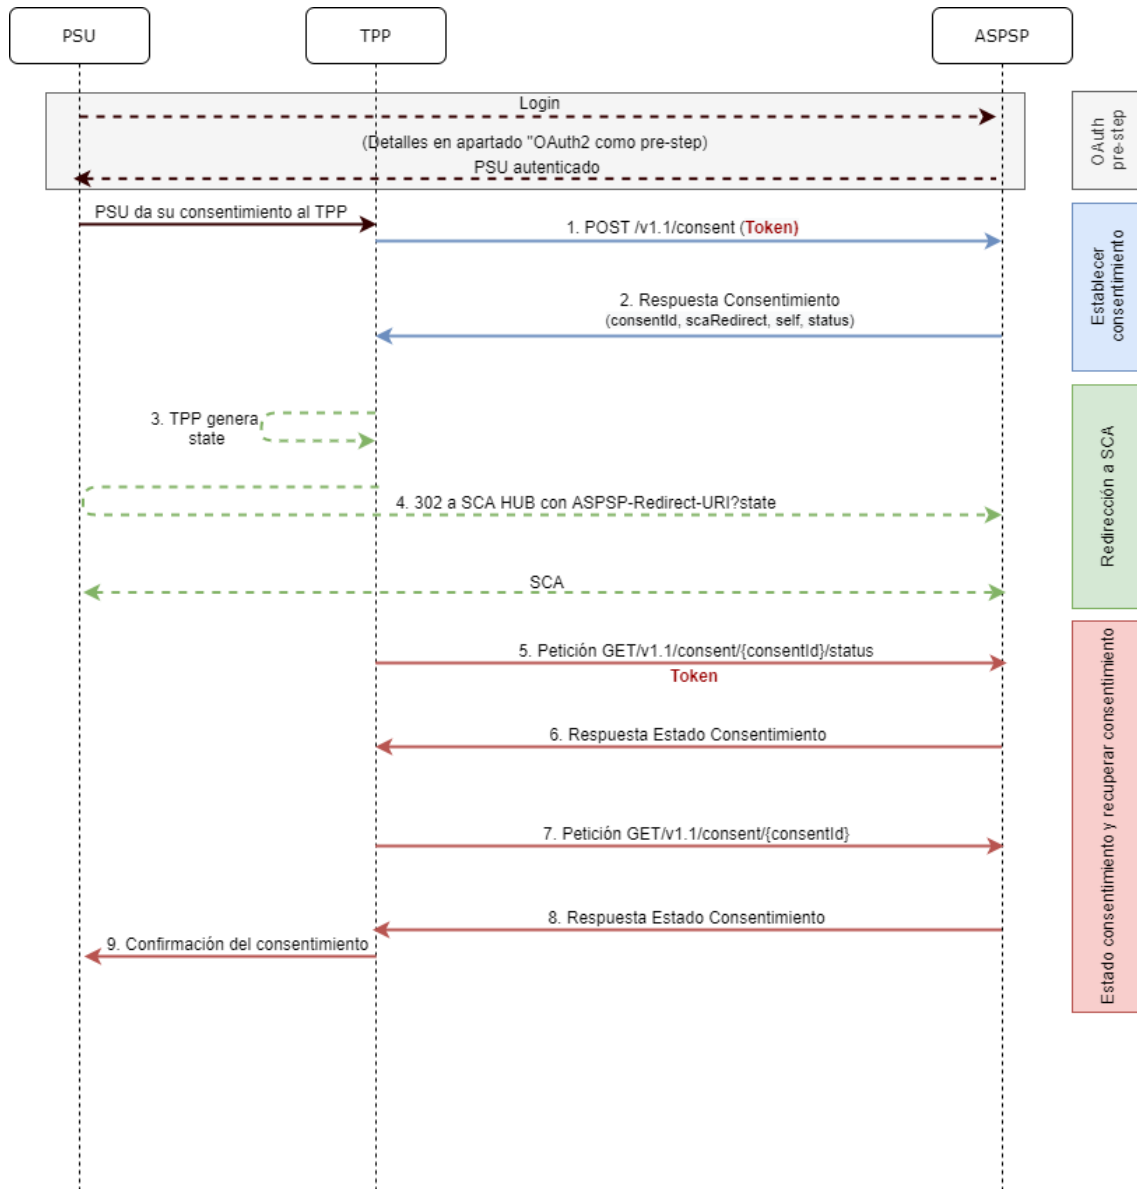 PSU
TPP
ASPSP
Login
(Detalles en apartado "OAuth2 como pre-step)
PSU autenticado
OAuth
pre-step
PSU da su consentimiento al TPP
1. POST /v1.1/consent (Token)
2. Respuesta Consentimiento
(consentId, scaRedirect, self, status)
Establecer
consentimiento
3. TPP genera
state
4. 302 a SCA HUB con ASPSP-Redirect-URI?state
SCA
Redirección a SCA
5. Petición GET/v1.1/consent/{consentId}/status
Token
6. Respuesta Estado Consentimiento
7. Petición GET/v1.1/consent/{consentId}
8. Respuesta Estado Consentimiento
9. Confirmación del consentimiento
Estado consentimiento y recuperar consentimiento